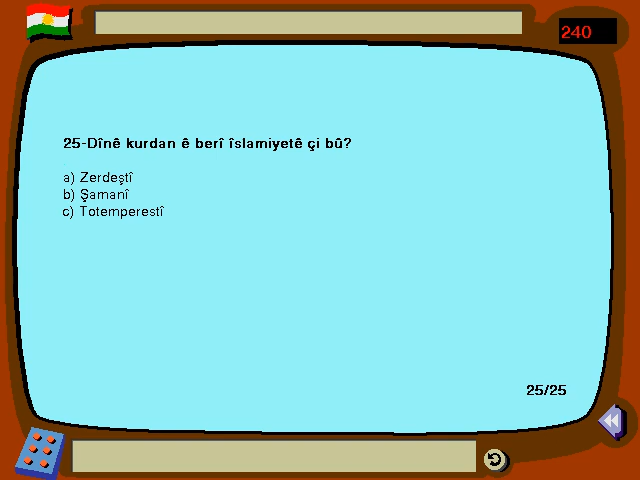 240
25-Dînê kurdan ê berî îslamiyetê çi bû?
a) Zerdeştî
b) Şamanî
c) Totemperestî
25/25